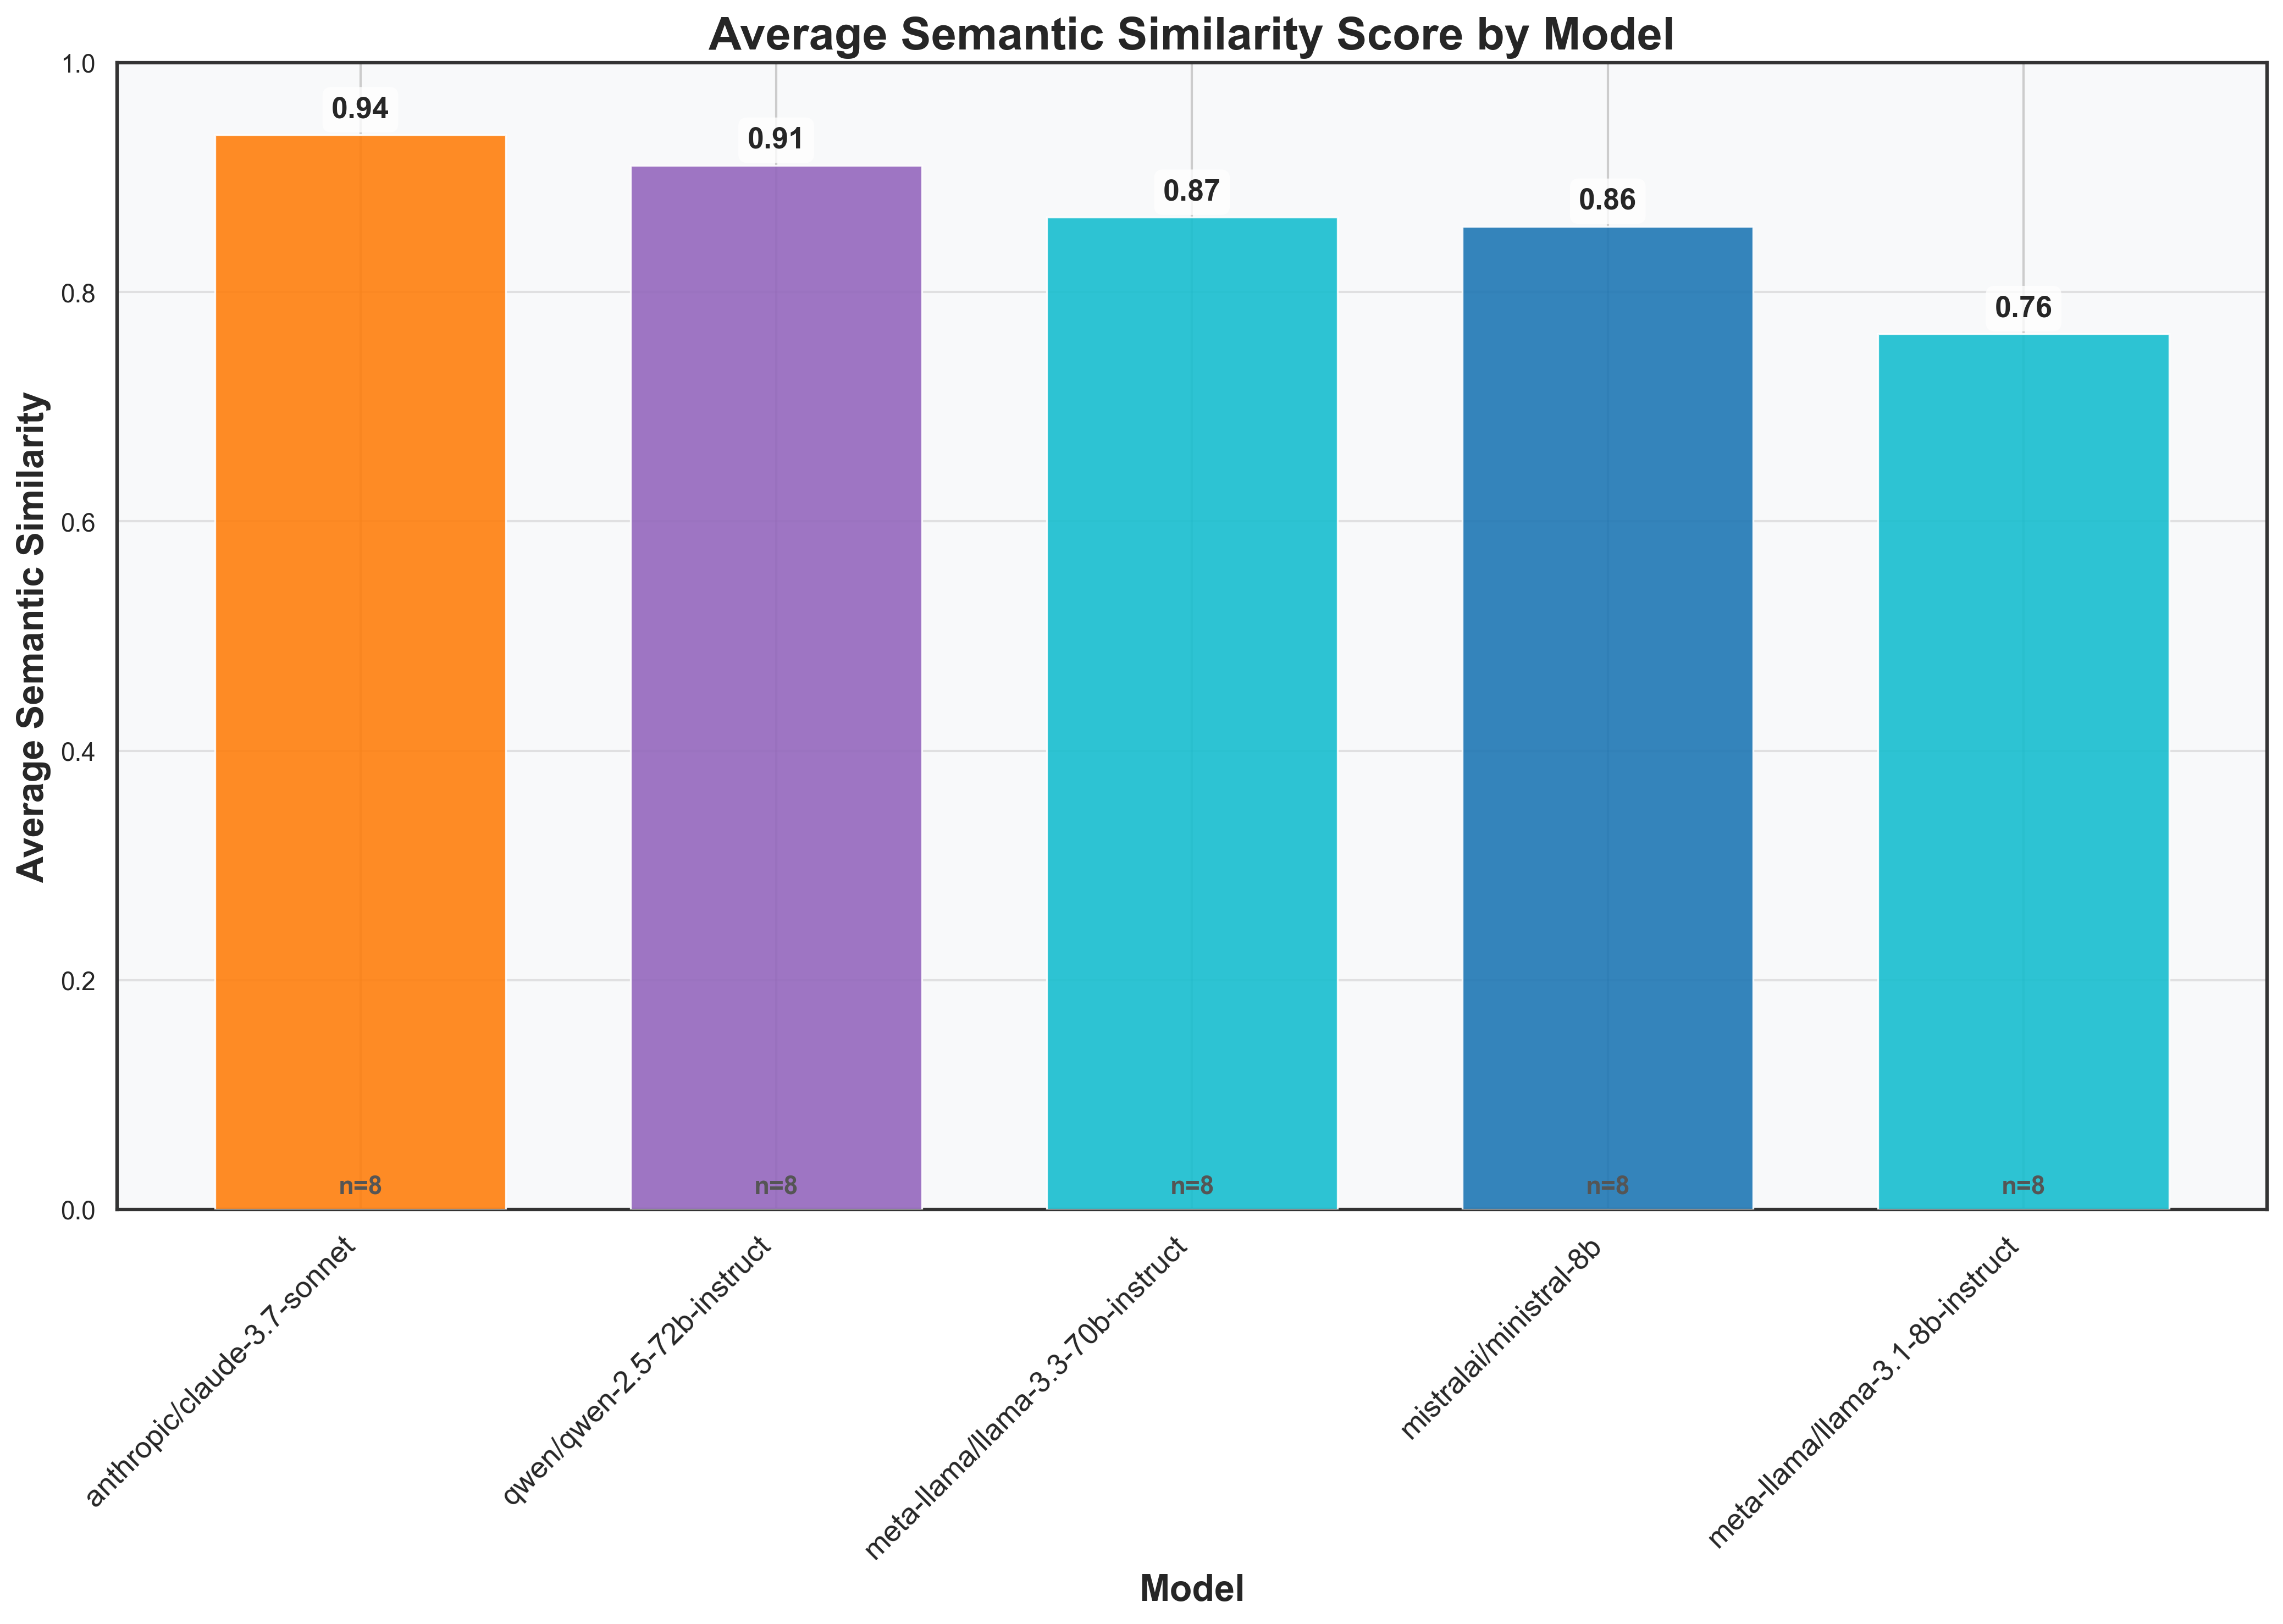 Average Semantic Similarity Score by Model
1.0
0.8
0.6
0.4
0.2
0.0
Average Semantic Similarity
0.94
0.91
0.87
0.86
0.76
n=8
n=8
n=8
n=8
n=8
anthropic/claude-3.7-sonnet
qwen/qwen-2.5-72b-instruct
meta-llama/llama-3.3-70b-instruct
mistralai/ministral-8b
meta-llama/llama-3.1-8b-instruct
Model